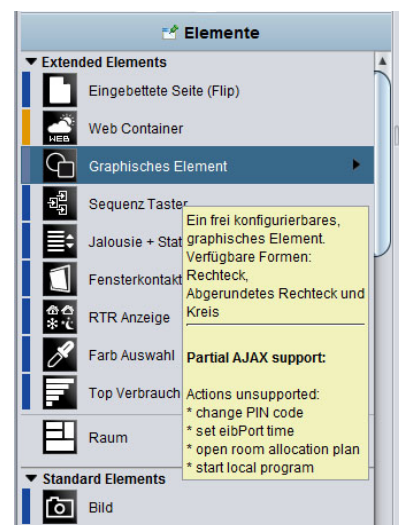 Elemente
Extended Elements
Eingebettete Seite (Flip)
WEB
Web Container
Graphisches Element
Sequenz Taster
Jalousie + Stat
Fensterkontakt
RTR Anzeige
Farb Auswahl
Top Verbrauch
Raum
Standard Elements
Bild
Ein frei konfigurierbares,
graphisches Element.
Verfügbare Formen:
Rechteck,
Abgerundetes Rechteck und
Kreis
Partial AJAX support:
Actions unsupported:
* change PIN code
* set eibPort time
* open room allocation plan
* start local program